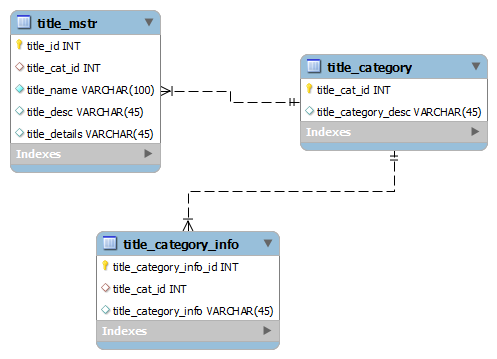 title_mstr
title_id INT
title_cat_id INT
title_name VARCHAR(100)
title_desc VARCHAR(45)
title_details VARCHAR(45)
Indexes
title_category
title_cat_id INT
title_category_desc VARCHAR(45)
Indexes
title_category_info
title_category_info_id INT
title_cat_id INT
title_category_info VARCHAR(45)
Indexes